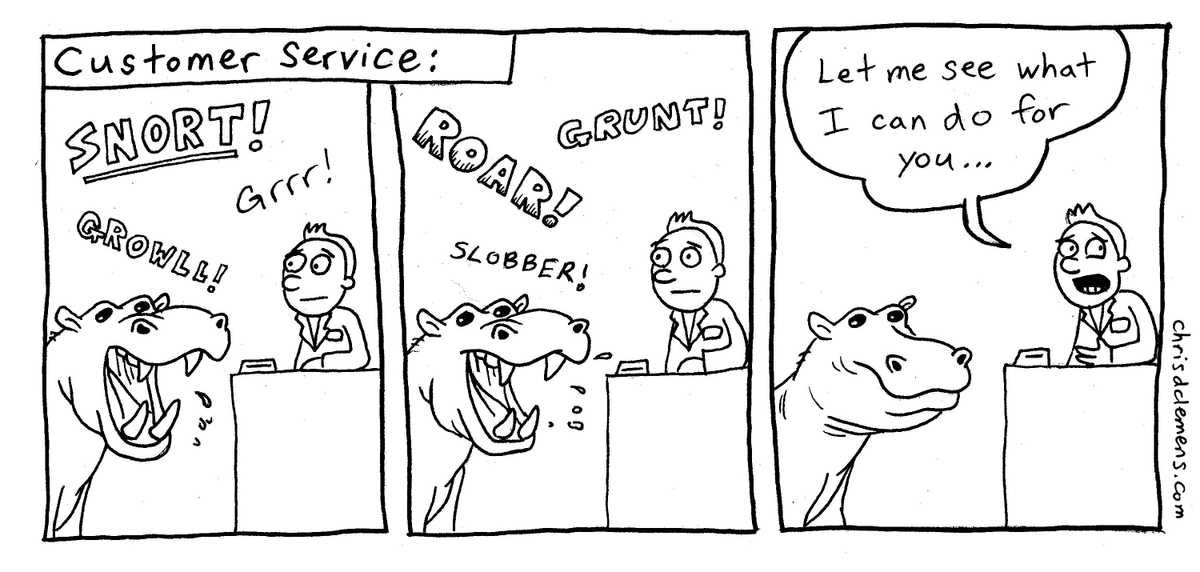 Customer Service:
SNORT!
Grrr!
GROWLL!
ROAR!
GRUNT!
SLOBBER!
Let me see what
I can do for
you...
chrisdclemens.com